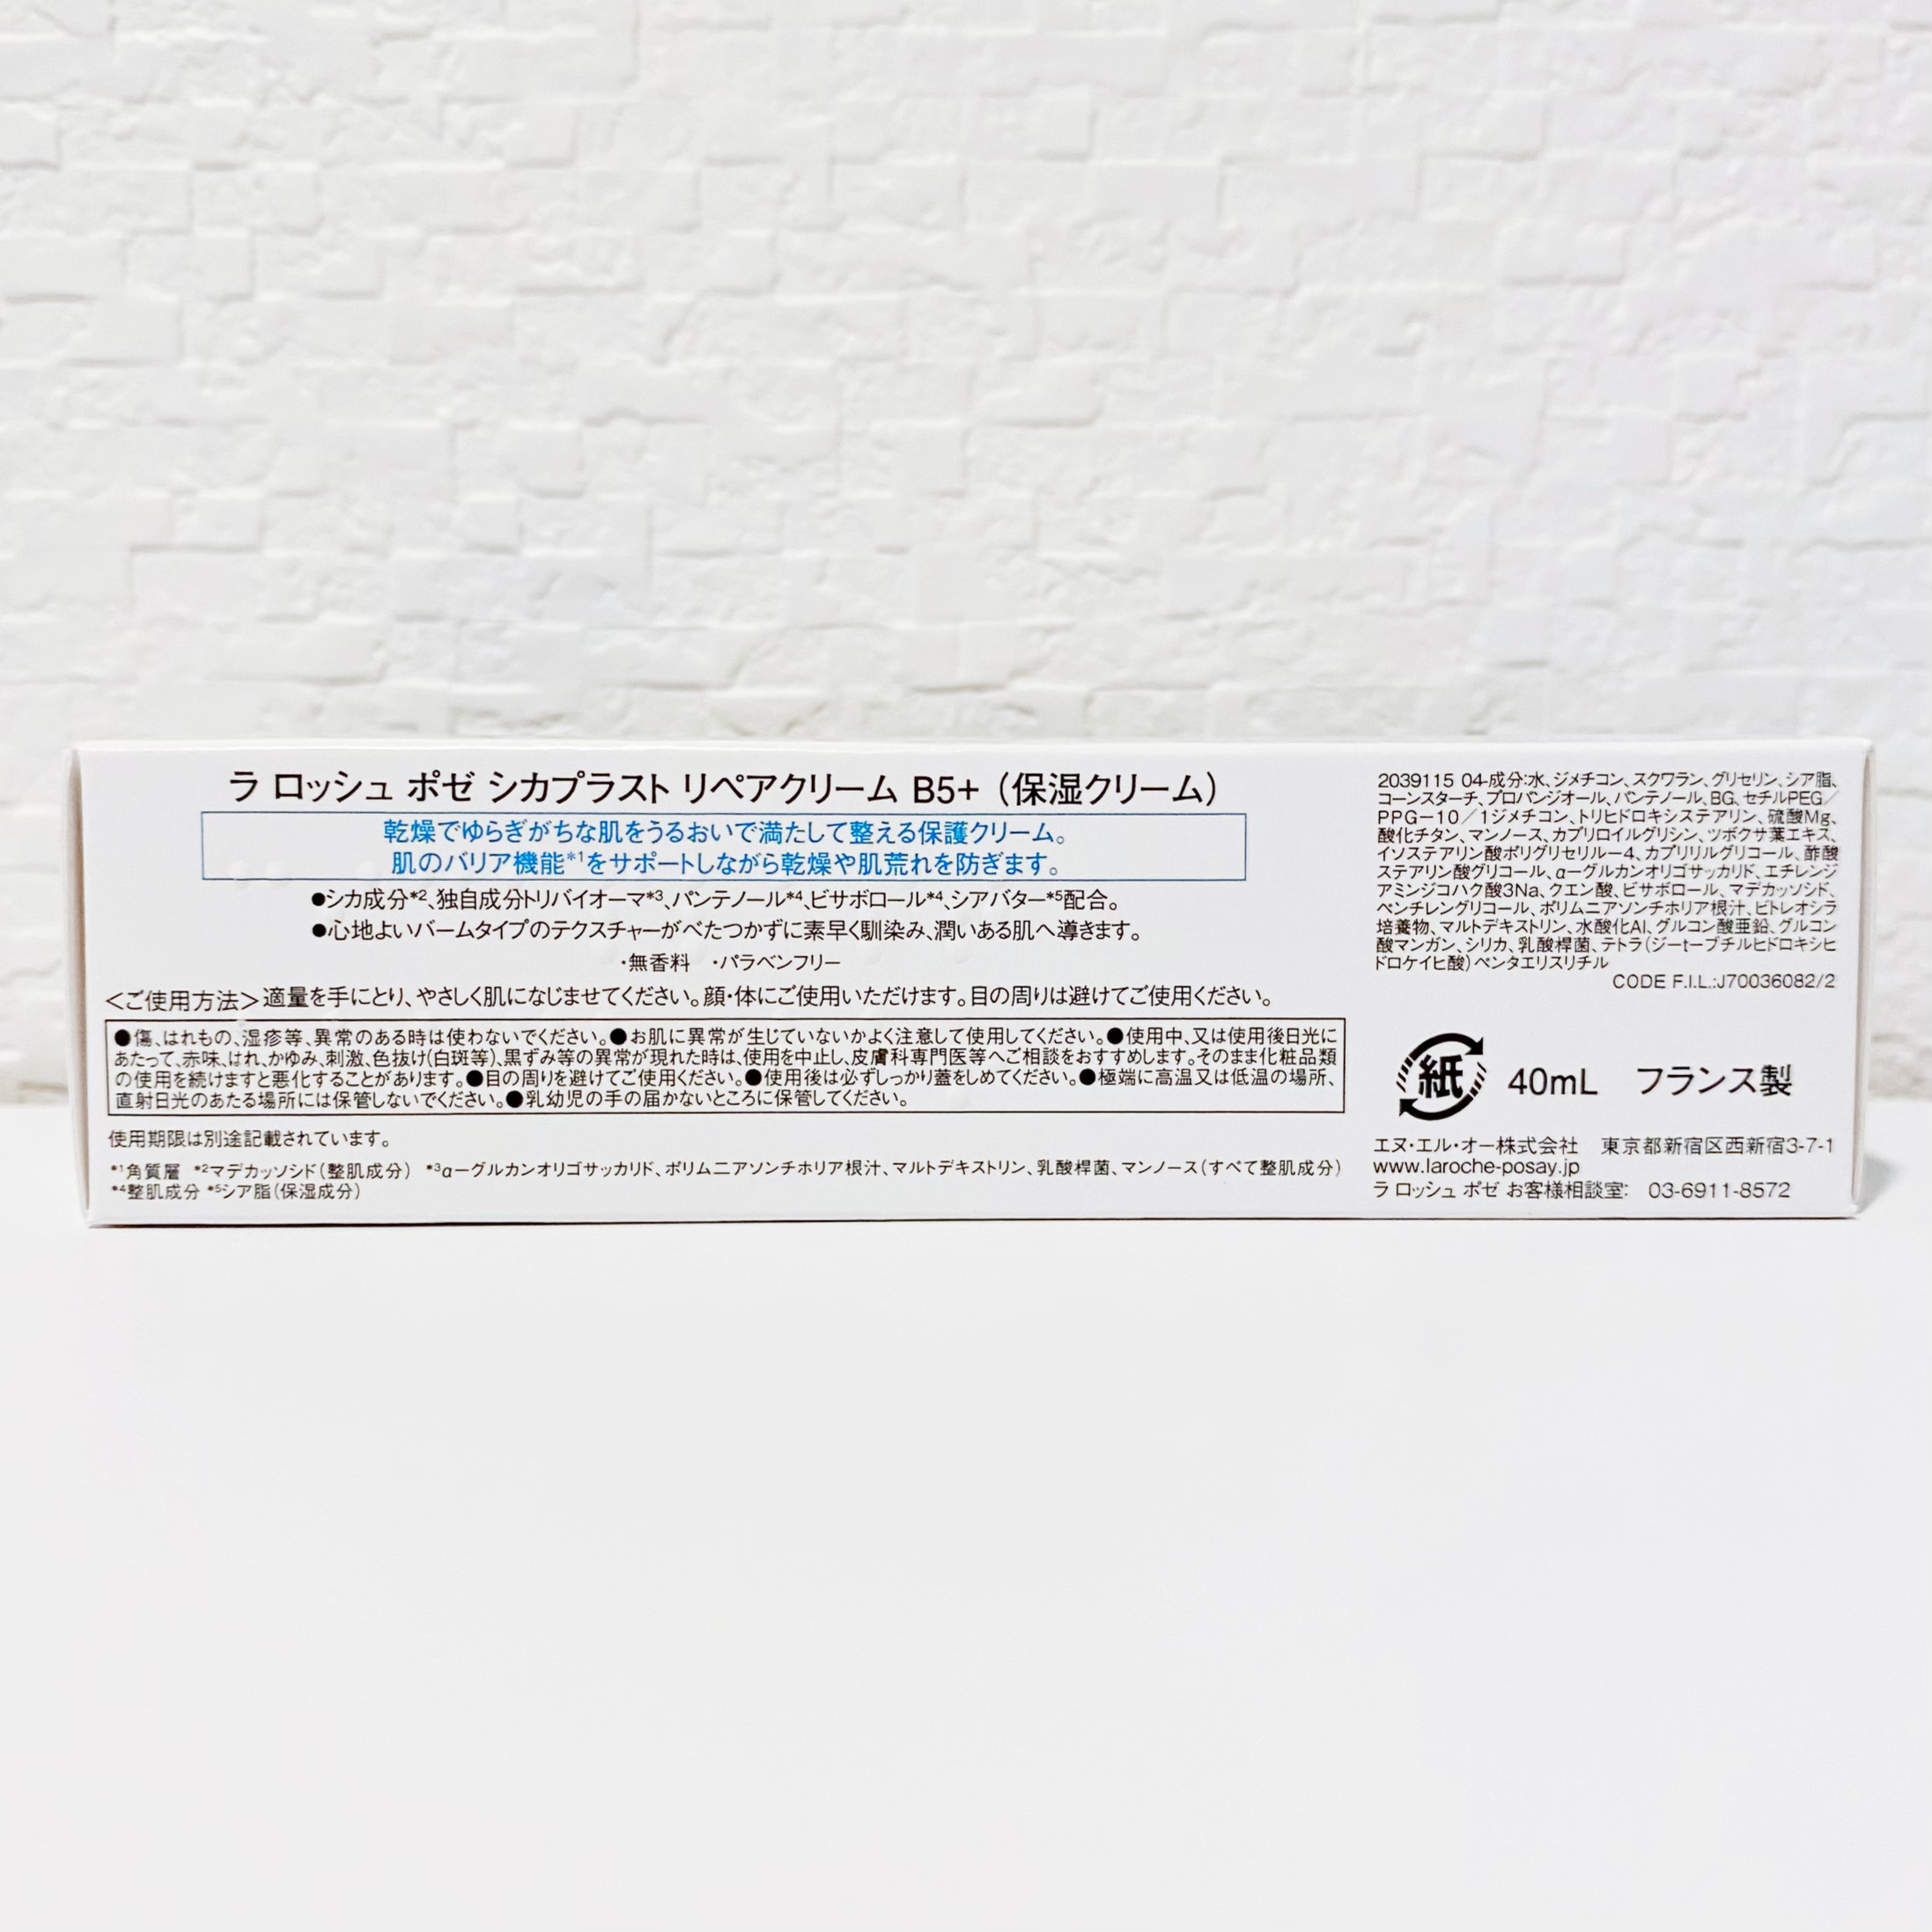 ラ ロッシュ ポゼ シカプラスト リペアクリーム B5+（保湿クリーム）
乾燥でゆらぎがちな肌をうるおいで満たして整える保護クリーム。
肌のバリア機能*1をサポートしながら乾燥や肌荒れを防ぎます。
●シカ成分*2、独自成分トリバイオーマ*3、パンテノール*4、ビサボロール*4、シアバター*5配合。
●心地よいバームタイプのテクスチャーがべたつかずに素早く馴染み、潤いある肌へ導きます。
・無香料 ・パラベンフリー
＜ご使用方法＞適量を手にとり、やさしく肌になじませてください。顔・体にご使用いただけます。目の周りは避けてご使用ください。
●傷、はれもの、湿疹等、異常のある時は使わないでください。●お肌に異常が生じていないかよく注意して使用してください。●使用中、又は使用後日光に
あたって、赤味、はれ、かゆみ、刺激、色抜け(白斑等)、黒ずみ等の異常が現れた時は、使用を中止し、皮膚科専門医等へご相談をおすすめします。そのまま化粧品類
の使用を続けますと悪化することがあります。●目の周りを避けてご使用ください。●使用後は必ずしっかり蓋をしめてください。●極端に高温又は低温の場所、
直射日光のあたる場所には保管しないでください。●乳幼児の手の届かないところに保管してください。
使用期限は別途記載されています。
*1角質層 *2マデカッソシド（整肌成分） *3α－グルカンオリゴサッカリド、ポリムニアソンチホリア根汁、マルトデキストリン、乳酸桿菌、マンノース（すべて整肌成分）
*4整肌成分 *5シア脂（保湿成分）
2039115 04-成分:水、ジメチコン、スクワラン、グリセリン、シア脂、
コーンスターチ、プロパンジオール、パンテノール、BG、セチルPEG／
PPG－10／1ジメチコン、トリヒドロキシステアリン、硫酸Mg、
酸化チタン、マンノース、カプリロイルグリシン、ツボクサ葉エキス、
イソステアリン酸ポリグリセリル－4、カプリリルグリコール、酢酸
ステアリン酸グリコール、α－グルカンオリゴサッカリド、エチレンジ
アミンジコハク酸3Na、クエン酸、ビサボロール、マデカッソシド、
ペンチレングリコール、ポリムニアソンチホリア根汁、ビトレオシラ
培養物、マルトデキストリン、水酸化Al、グルコン酸亜鉛、グルコン
酸マンガン、シリカ、乳酸桿菌、テトラ（ジ－t－ブチルヒドロキシヒ
ドロケイヒ酸）ペンタエリスリチル
CODE F.I.L.:J70036082/2
紙 40mL フランス製
エヌ・エル・オー株式会社 東京都新宿区西新宿3-7-1
www.laroche-posay.jp
ラ ロッシュ ポゼ お客様相談室: 03-6911-8572